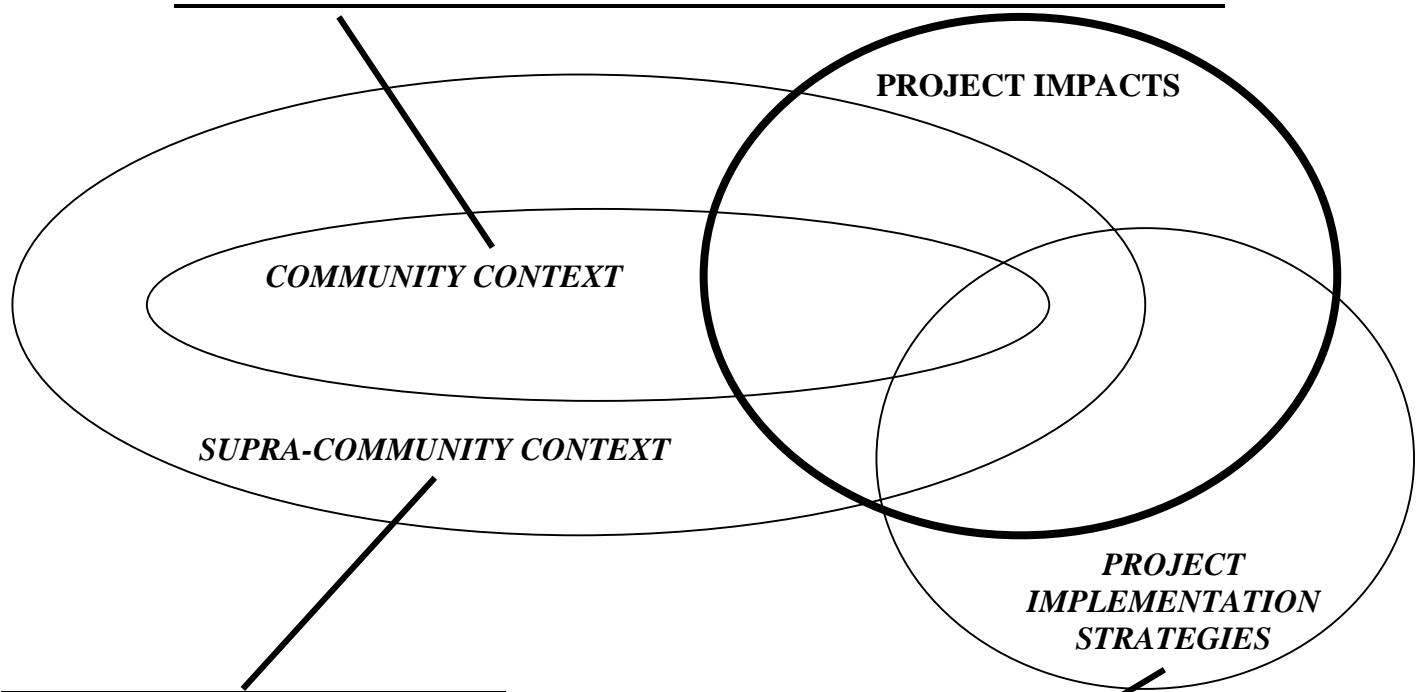 PROJECT IMPACTS
COMMUNITY CONTEXT
SUPRA-COMMUNITY CONTEXT
PROJECT
IMPLEMENTATION
STRATEGIES